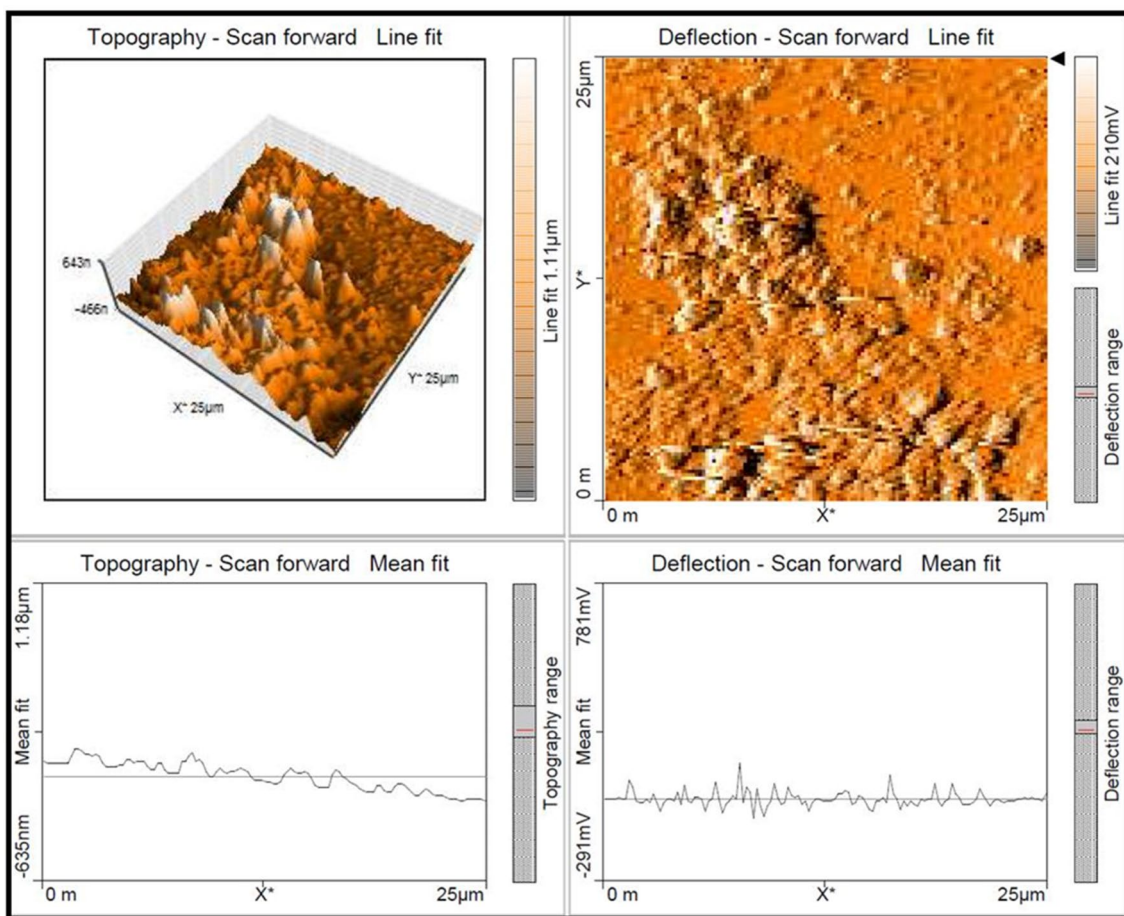 Topography - Scan forward Line fit
643n
-466n
X* 25µm
Y* 25µm
Line fit 1.11µm
Deflection - Scan forward Line fit
25µm
Y*
0 m
0 m
X*
25µm
Line fit 210mV
Deflection range
Topography - Scan forward Mean fit
1.18µm
Mean fit
-635nm
0 m
X*
25µm
Topography range
Deflection - Scan forward Mean fit
781mV
Mean fit
-291mV
0 m
X*
25µm
Deflection range